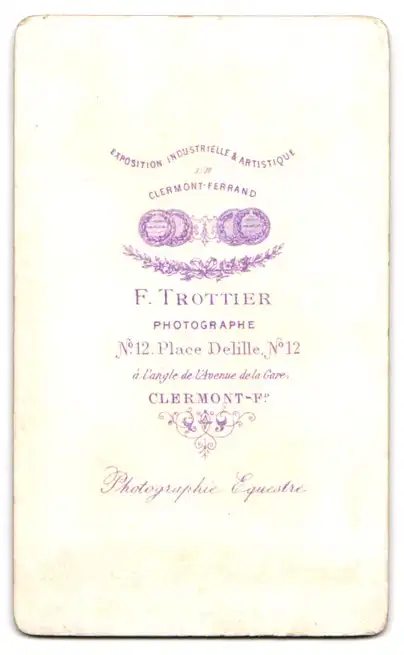 EXPOSITION INDUSTRIELLE & ARTISTIQUE
CLERMONT-FERRAND
F. TROTTIER
PHOTOGRAPHE
No. 12. Place Delille, No. 12
à l'angle de l'Avenue de la Gare.
CLERMONT-Fd.
Photographie Equestre